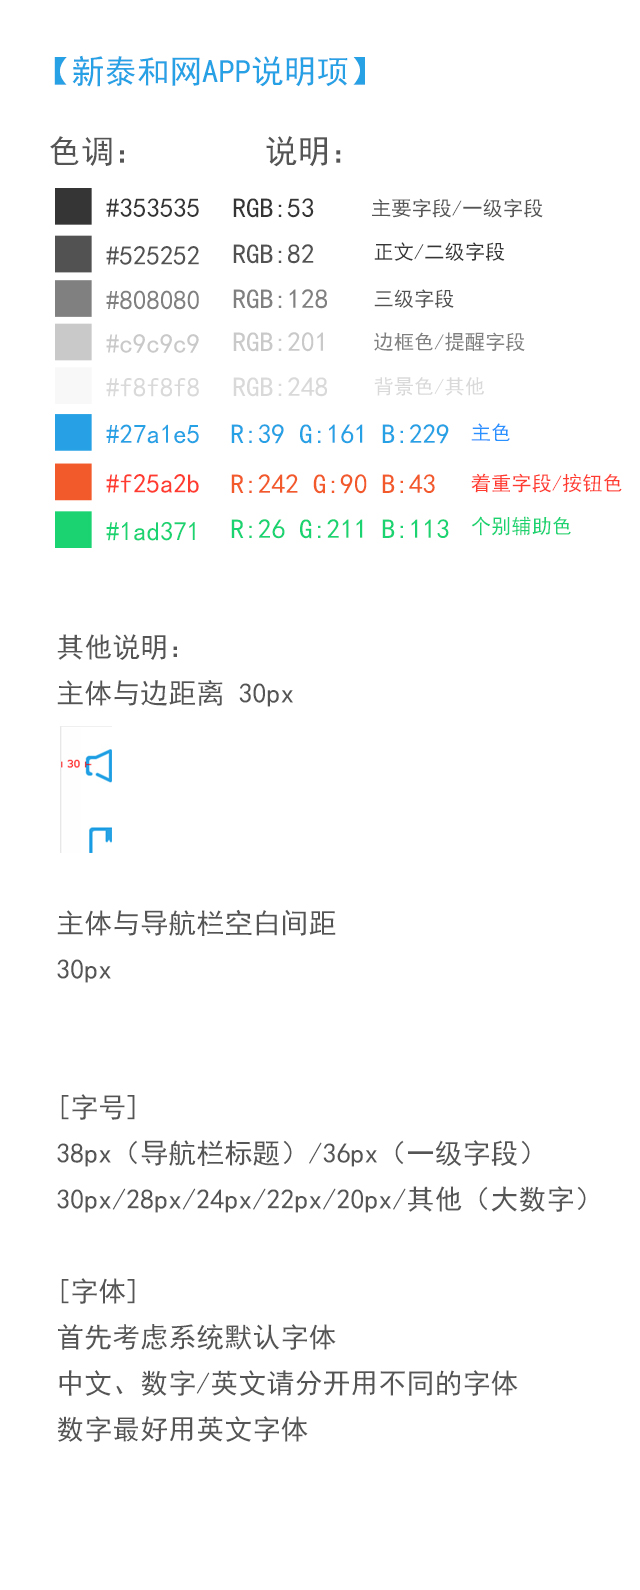 【新泰和网APP说明项】
色调： 说明：
#353535 RGB:53 主要字段/一级字段
#525252 RGB:82 正文/二级字段
#808080 RGB:128 三级字段
#c9c9c9 RGB:201 边框色/提醒字段
#f8f8f8 RGB:248 背景色/其他
#27a1e5 R:39 G:161 B:229 主色
#f25a2b R:242 G:90 B:43 着重字段/按钮色
#1ad371 R:26 G:211 B:113 个别辅助色
其他说明：
主体与边距离 30px
30
主体与导航栏空白间距
30px
[字号]
38px（导航栏标题）/36px（一级字段）
30px/28px/24px/22px/20px/其他（大数字）
[字体]
首先考虑系统默认字体
中文、数字/英文请分开用不同的字体
数字最好用英文字体